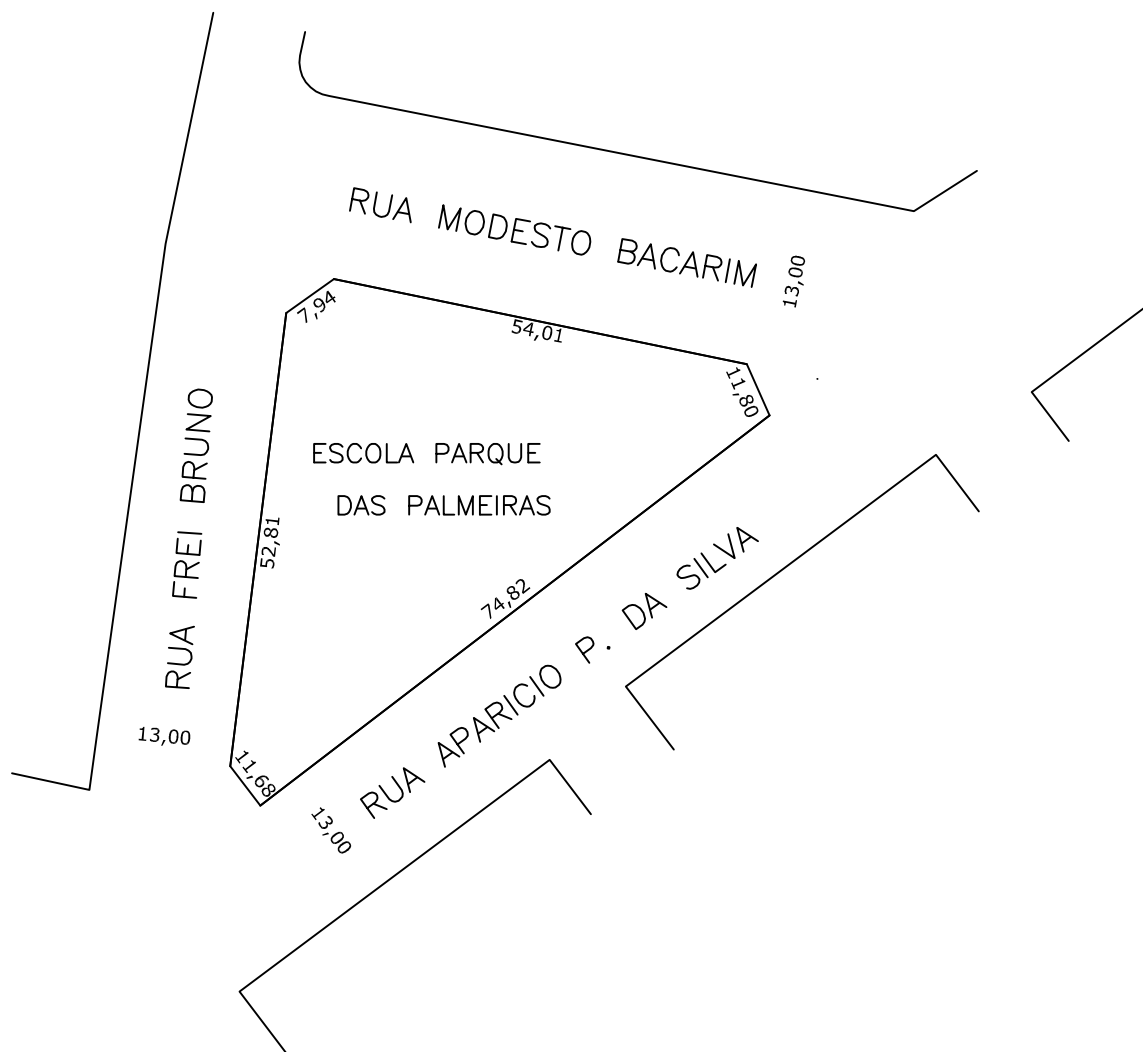 RUA MODESTO BACARIM
13,00
7,94
54,01
11,80
RUA FREI BRUNO
ESCOLA PARQUE
DAS PALMEIRAS
52,81
74,82
RUA APARICIO P. DA SILVA
13,00
11,68
13,00